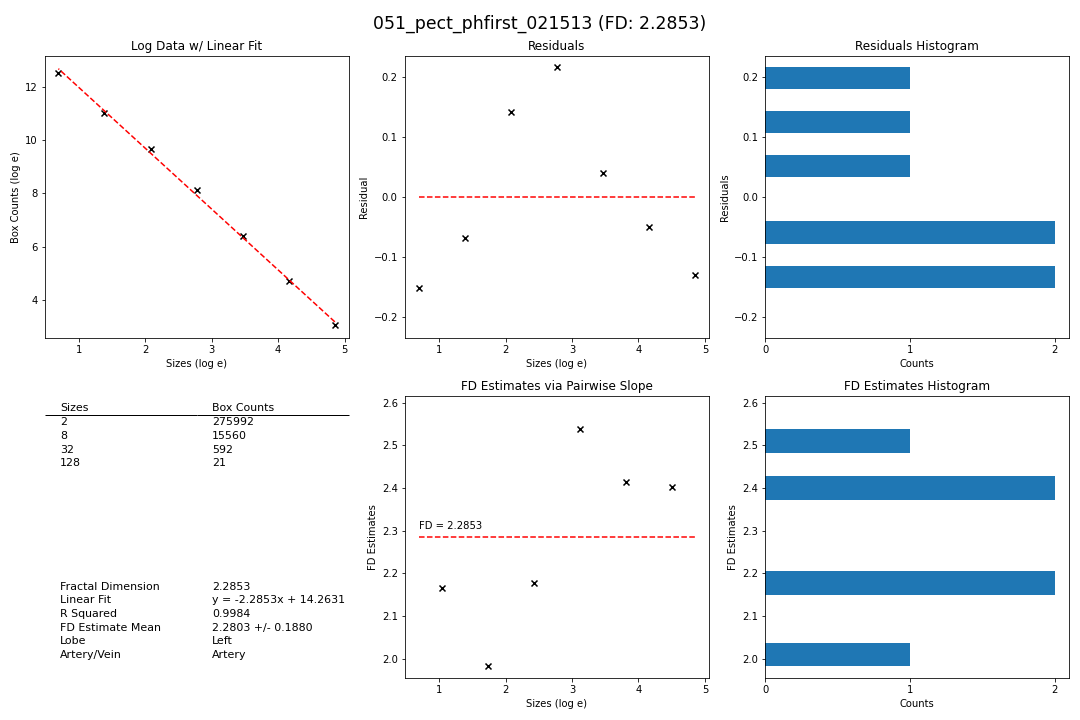 051_pect_phfirst_021513 (FD: 2.2853)
Log Data w/ Linear Fit
Box Counts (log e)
12
10
8
6
4
1 2 3 4 5
Sizes (log e)
Residuals
Residual
0.2
0.1
0.0
−0.1
−0.2
1 2 3 4 5
Sizes (log e)
Residuals Histogram
Residuals
0.2
0.1
0.0
−0.1
−0.2
0 1 2
Counts
Sizes Box Counts
2 275992
8 15560
32 592
128 21
Fractal Dimension 2.2853
Linear Fit y = -2.2853x + 14.2631
R Squared 0.9984
FD Estimate Mean 2.2803 +/- 0.1880
Lobe Left
Artery/Vein Artery
FD Estimates via Pairwise Slope
FD Estimates
2.6
2.5
2.4
2.3
2.2
2.1
2.0
FD = 2.2853
1 2 3 4 5
Sizes (log e)
FD Estimates Histogram
FD Estimates
2.6
2.5
2.4
2.3
2.2
2.1
2.0
0 1 2
Counts